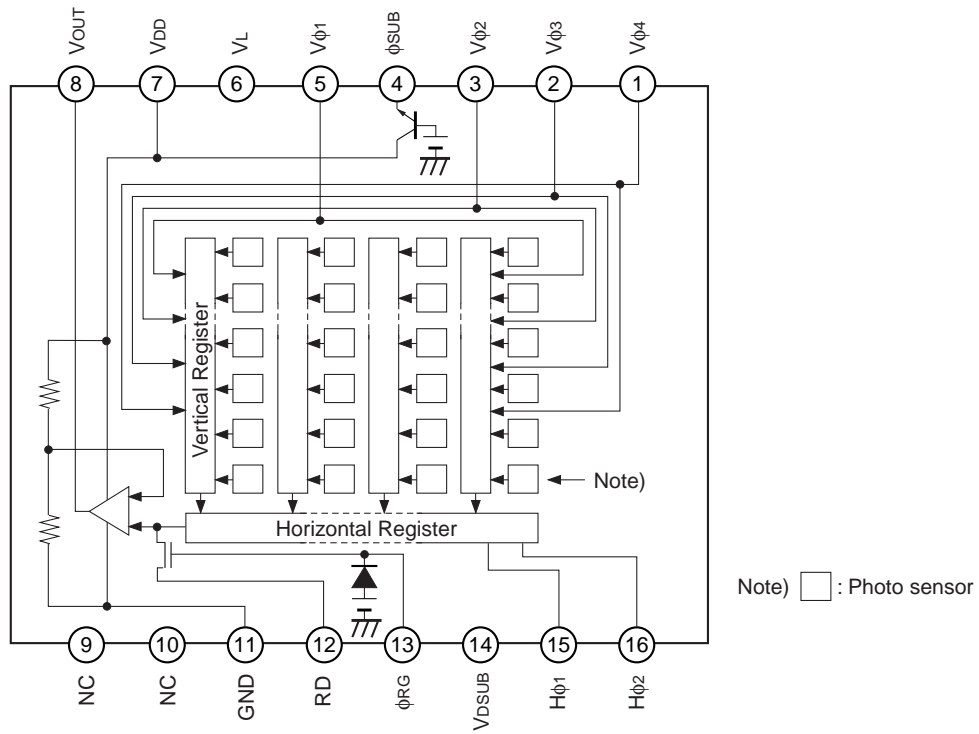 VOUT
VDD
VL
Vϕ1
ϕSUB
Vϕ2
Vϕ3
Vϕ4
8
7
6
5
4
3
2
1
Vertical Register
Note)
Horizontal Register
Note) : Photo sensor
9
10
11
12
13
14
15
16
NC
NC
GND
RD
ϕRG
VDSUB
Hϕ1
Hϕ2